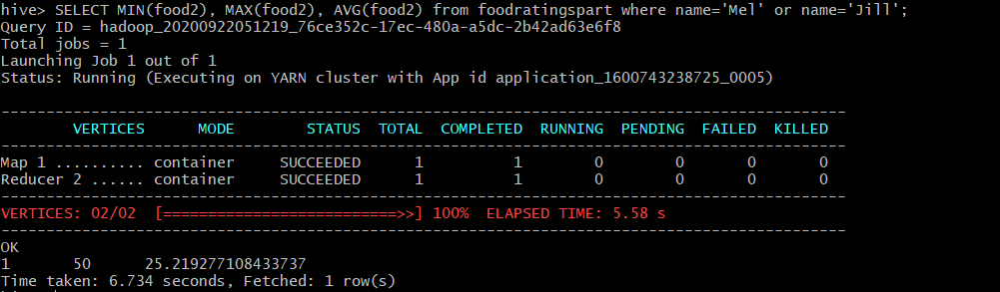 hive> SELECT MIN(food2), MAX(food2), AVG(food2) from foodratingspart where name='Mel' or name='Jill';
Query ID = hadoop_20200922051219_76ce352c-17ec-480a-a5dc-2b42ad63e6f8
Total jobs = 1
Launching Job 1 out of 1
Status: Running (Executing on YARN cluster with App id application_1600743238725_0005)
----------------------------------------------------------------------------------------------
        VERTICES      MODE        STATUS  TOTAL  COMPLETED  RUNNING  PENDING  FAILED  KILLED
----------------------------------------------------------------------------------------------
Map 1 .......... container     SUCCEEDED      1          1        0        0       0       0
Reducer 2 ...... container     SUCCEEDED      1          1        0        0       0       0
----------------------------------------------------------------------------------------------
VERTICES: 02/02  [==========================>>] 100%  ELAPSED TIME: 5.58 s
----------------------------------------------------------------------------------------------
OK
1       50      25.219277108433737
Time taken: 6.734 seconds, Fetched: 1 row(s)